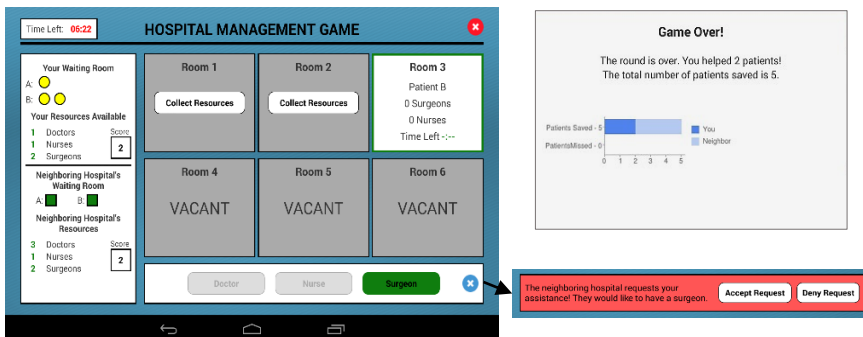 Time Left: 06:22
HOSPITAL MANAGEMENT GAME
Your Waiting Room
A:
B:
Your Resources Available
1 Doctors
1 Nurses
2 Surgeons
Score
2
Neighboring Hospital's
Waiting Room
A: B:
Neighboring Hospital's
Resources
3 Doctors
1 Nurses
2 Surgeons
Score
2
Room 1
Collect Resources
Room 2
Collect Resources
Room 3
Patient B
0 Surgeons
0 Nurses
Time Left -:--
Room 4
VACANT
Room 5
VACANT
Room 6
VACANT
Doctor
Nurse
Surgeon
Game Over!
The round is over. You helped 2 patients!
The total number of patients saved is 5.
Patients Saved - 5
PatientsMissed - 0
0 1 2 3 4 5
You
Neighbor
The neighboring hospital requests your
assistance! They would like to have a surgeon.
Accept Request
Deny Request